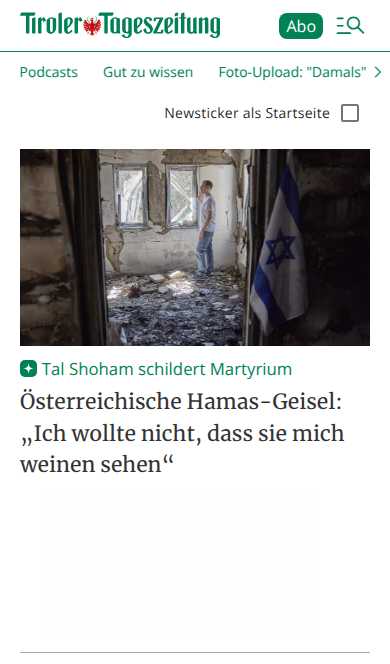 Tiroler Tageszeitung
Abo
Podcasts Gut zu wissen Foto-Upload: "Damals"
Newsticker als Startseite
Tal Shoham schildert Martyrium
Österreichische Hamas-Geisel:
„Ich wollte nicht, dass sie mich
weinen sehen“